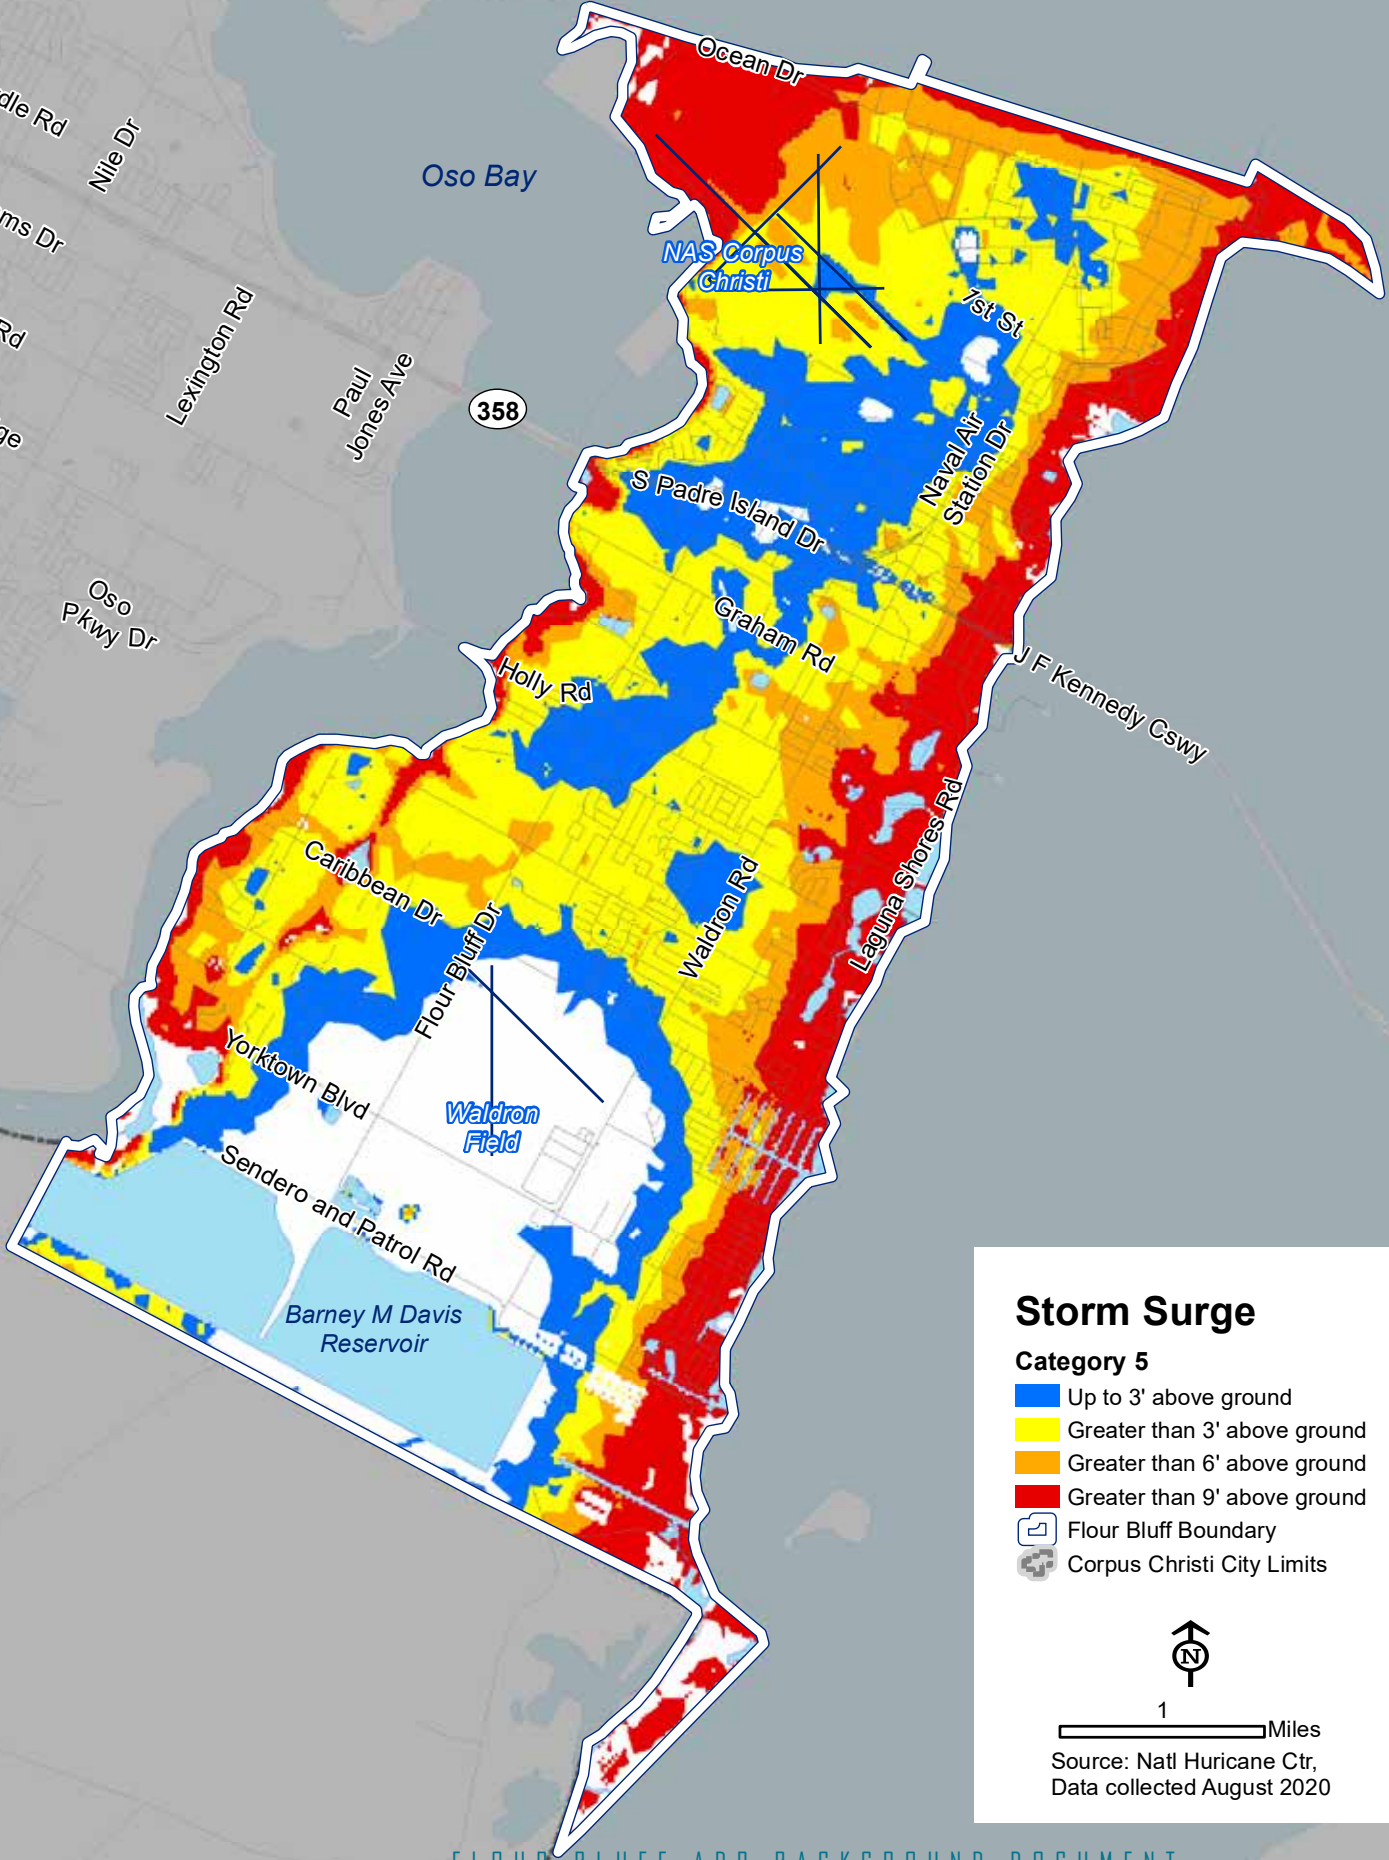 Ocean Dr
dle Rd
Nile Dr
Oso Bay
ms Dr
NAS Corpus
Christi
1st St
Rd
Lexington Rd
Paul
Jones Ave
358
ge
Naval Air
Station Dr
S Padre Island Dr
Oso
Pkwy Dr
Graham Rd
Holly Rd
J F Kennedy Cswy
Laguna Shores Rd
Caribbean Dr
Waldron Rd
Flour Bluff Dr
Yorktown Blvd
Waldron
Field
Sendero and Patrol Rd
Barney M Davis
Reservoir
Storm Surge
Category 5
Up to 3' above ground
Greater than 3' above ground
Greater than 6' above ground
Greater than 9' above ground
Flour Bluff Boundary
Corpus Christi City Limits
N
1
Miles
Source: Natl Huricane Ctr,
Data collected August 2020
FLOUR BLUFF ADP BACKGROUND DOCUMENT